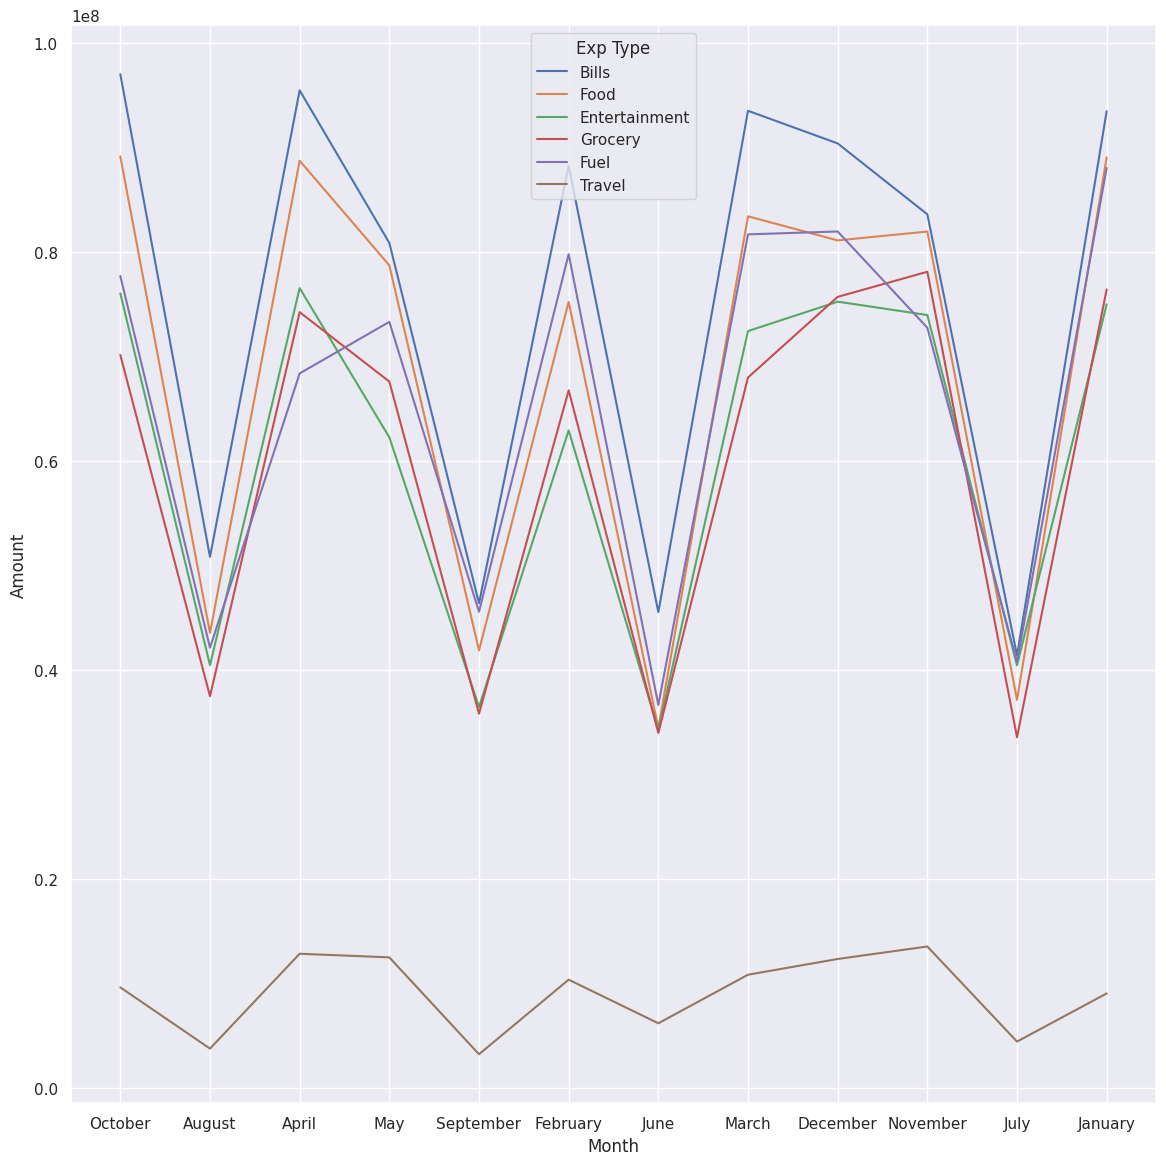 1e8
1.0
0.8
0.6
0.4
0.2
0.0
Amount
Exp Type
Bills
Food
Entertainment
Grocery
Fuel
Travel
October August April May September February June March December November July January
Month